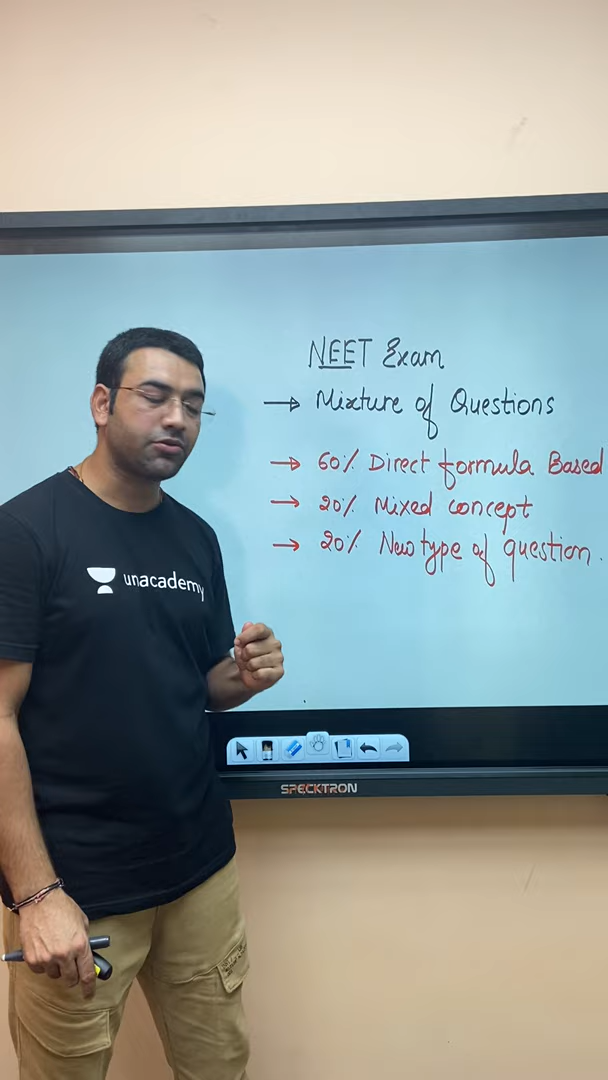 NEET Exam
→ Mixture of Questions
→ 60% Direct formula Based
→ 20% Mixed concept
→ 20% New type of question.
unacademy
SPECKTRON